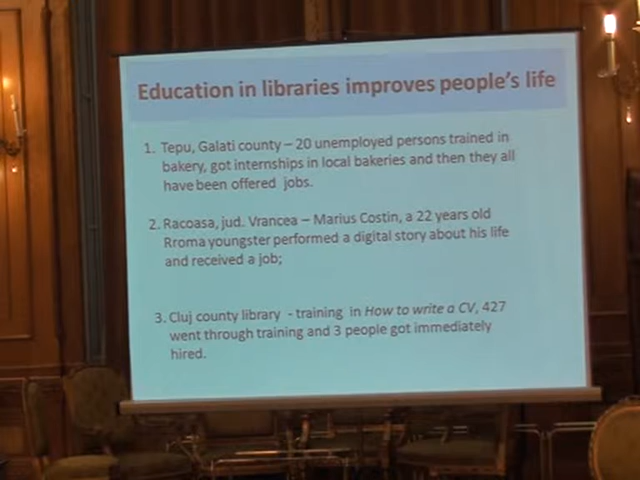 Education in libraries improves people's life
1. Tepu, Galati county – 20 unemployed persons trained in
bakery, got internships in local bakeries and then they all
have been offered jobs.
2. Racoasa, jud. Vrancea – Marius Costin, a 22 years old
Rroma youngster performed a digital story about his life
and received a job;
3. Cluj county library - training in How to write a CV, 427
went through training and 3 people got immediately
hired.